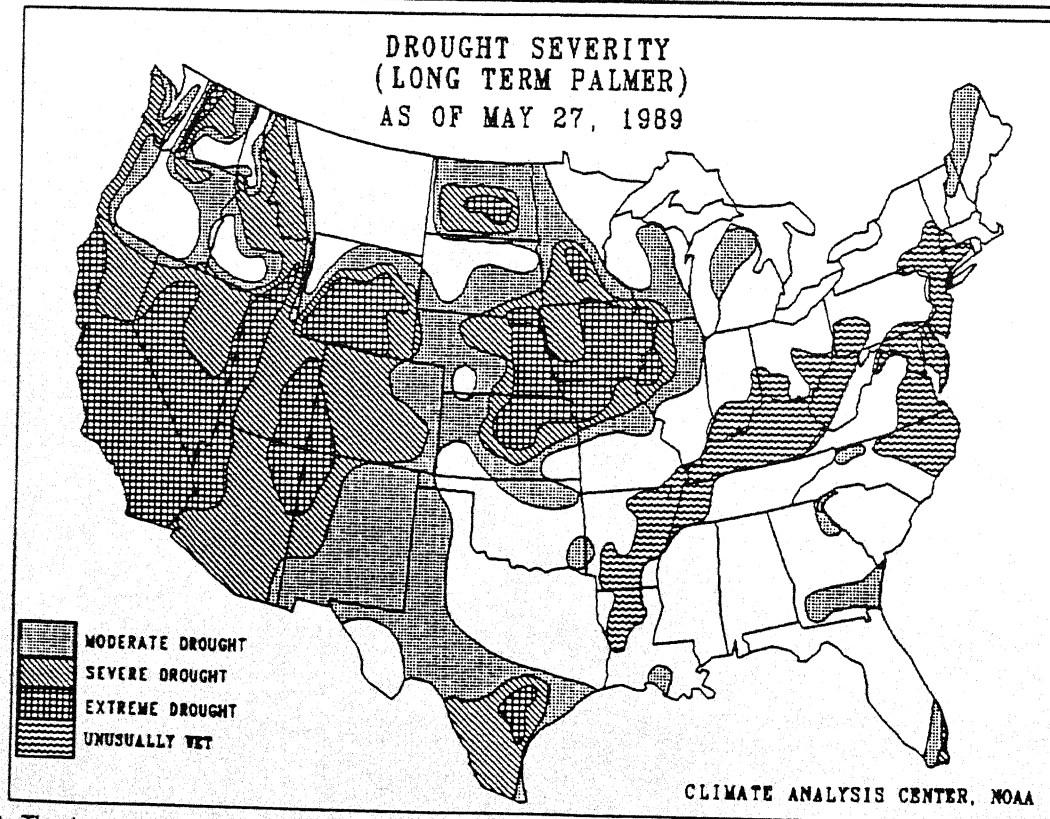 DROUGHT SEVERITY
(LONG TERM PALMER)
AS OF MAY 27, 1989
MODERATE DROUGHT
SEVERE DROUGHT
EXTREME DROUGHT
UNUSUALLY WET
CLIMATE ANALYSIS CENTER, NOAA